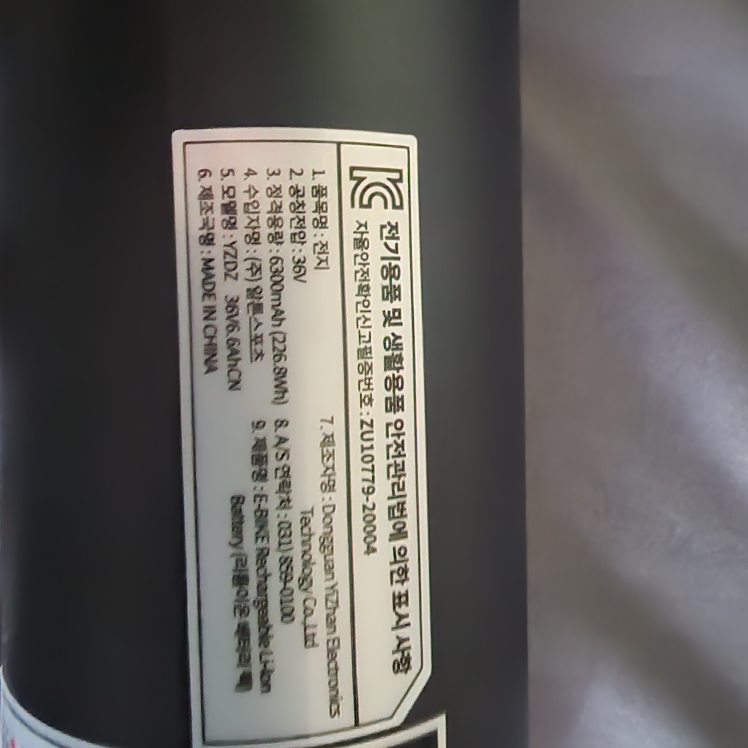 KC 전기용품 및 생활용품 안전관리법에 의한 표시 사항
자율안전확인신고필증번호 : ZU10779-20004
1. 품목명 : 전지
2. 공칭전압 : 36V
3. 정격용량 : 6300mAh (226.8Wh)
4. 수입자명 : (주) 알톤스포츠
5. 모델명 : YZDZ 36V6.6AhCN
6. 제조국명 : MADE IN CHINA
7. 제조자명 : Dongguan YiZhan Electronics
Technology Co.,Ltd
8. A/S 연락처 : 031) 859-0100
9. 제품명 : E-BIKE Rechargeable Li-Ion
Battery (리튬이온 배터리 팩)